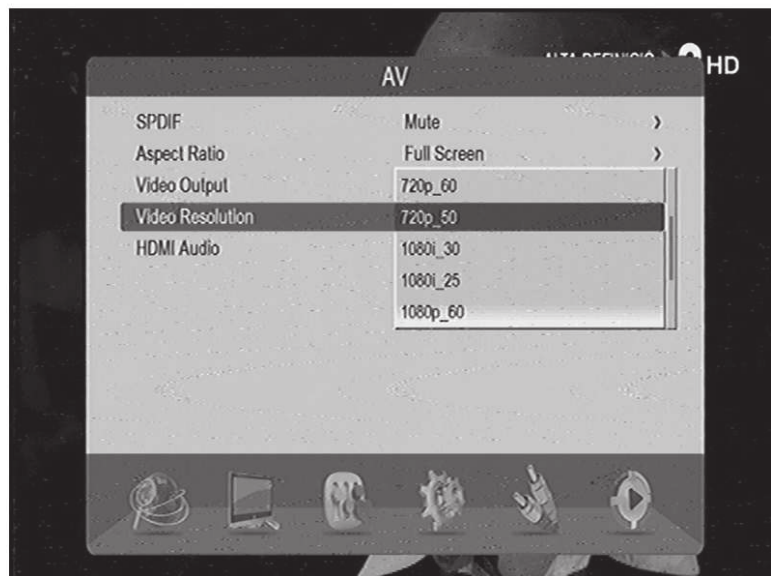 HD
AV
SPDIF Mute >
Aspect Ratio Full Screen >
Video Output 720p_60
Video Resolution 720p_50
HDMI Audio 1080i_30
1080i_25
1080p_60